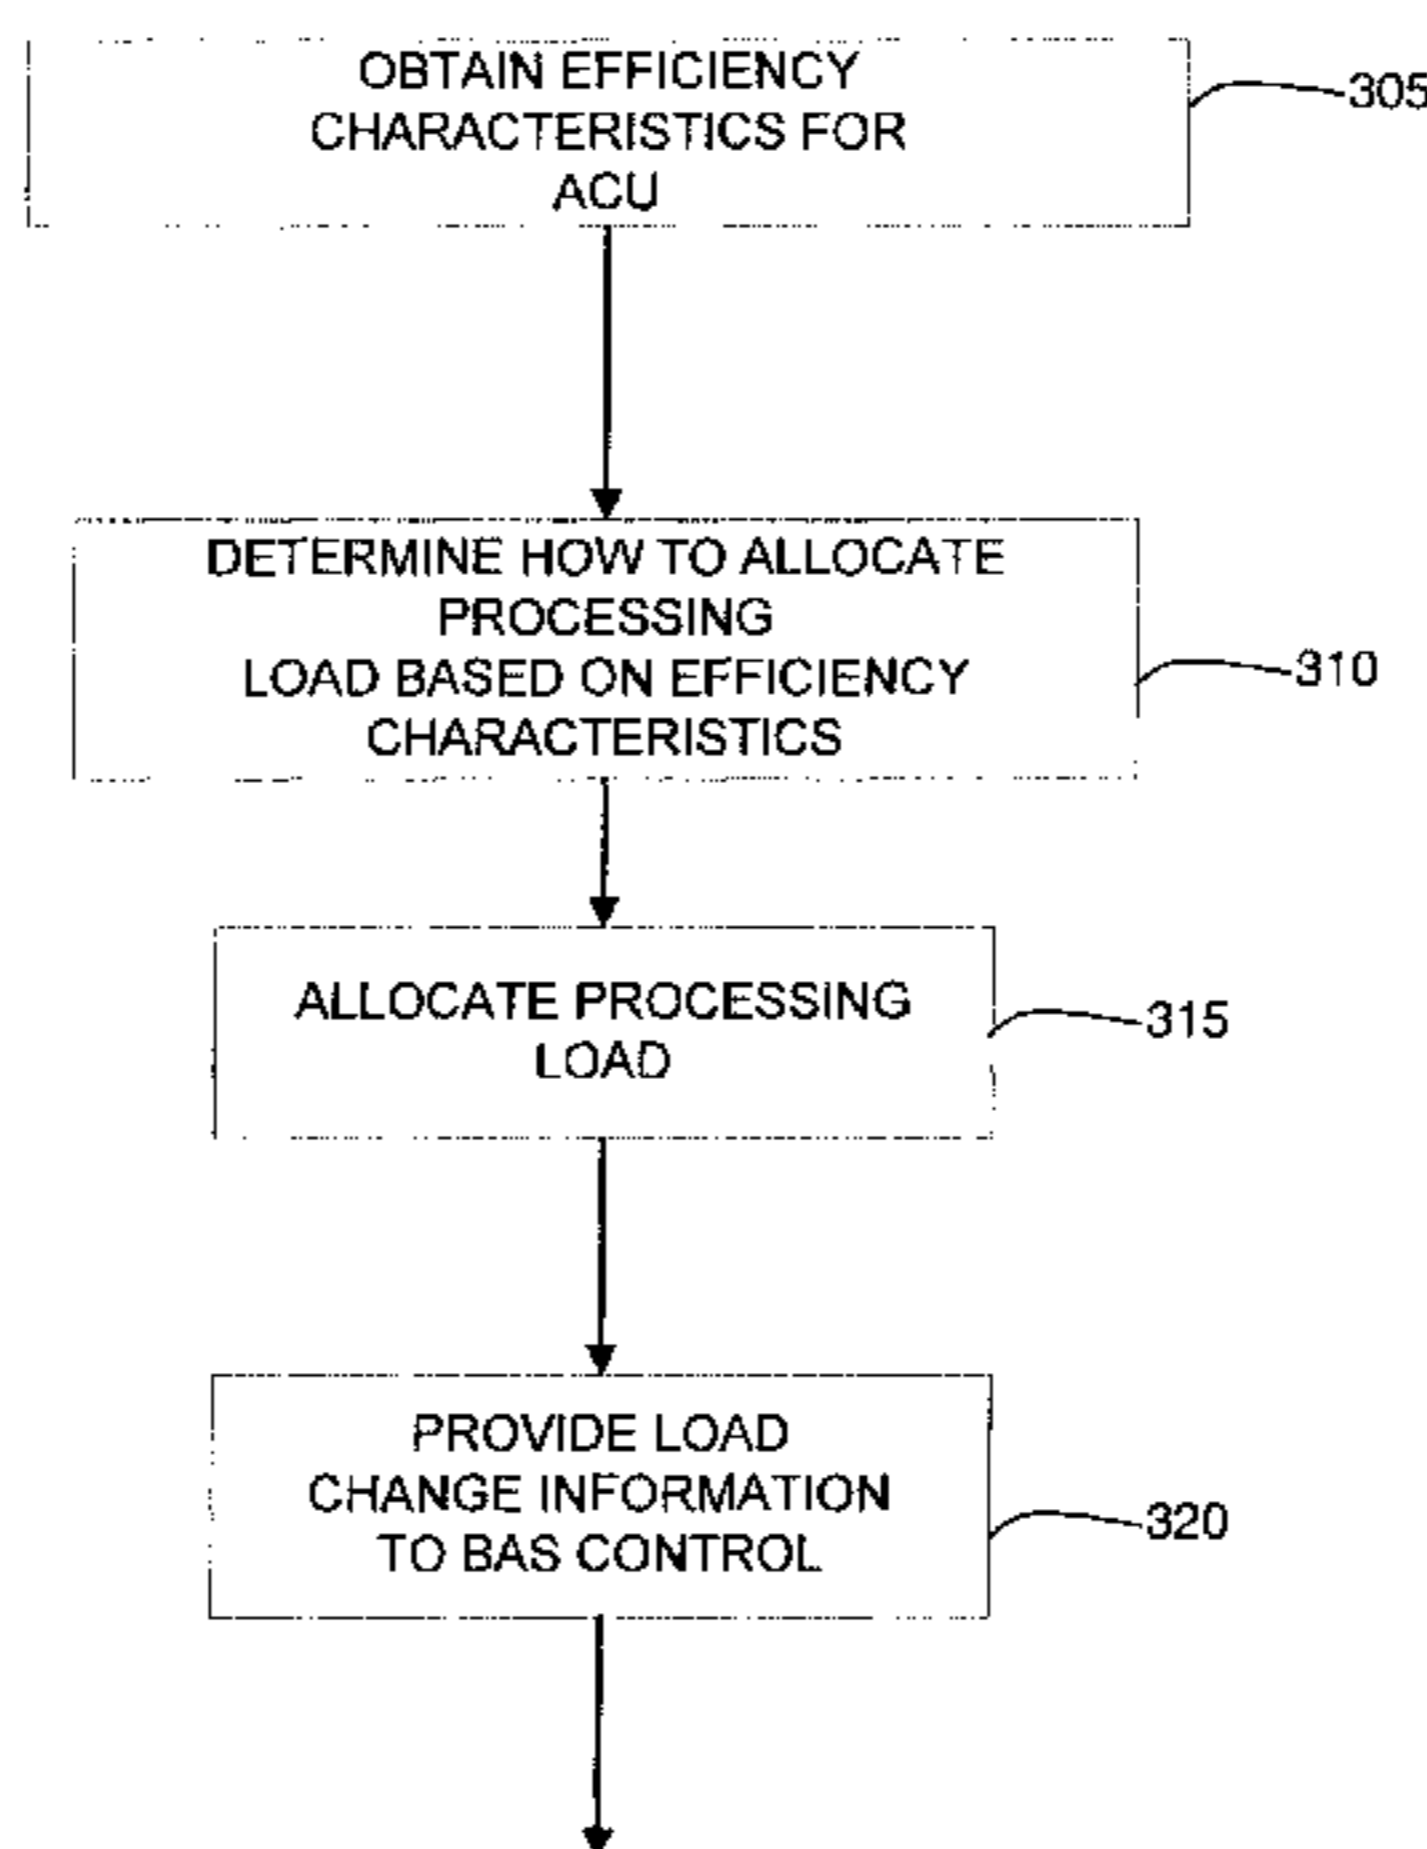 OBTAIN EFFICIENCY
CHARACTERISTICS FOR
ACU
305
DETERMINE HOW TO ALLOCATE
PROCESSING
LOAD BASED ON EFFICIENCY
CHARACTERISTICS
310
ALLOCATE PROCESSING
LOAD
315
PROVIDE LOAD
CHANGE INFORMATION
TO BAS CONTROL
320